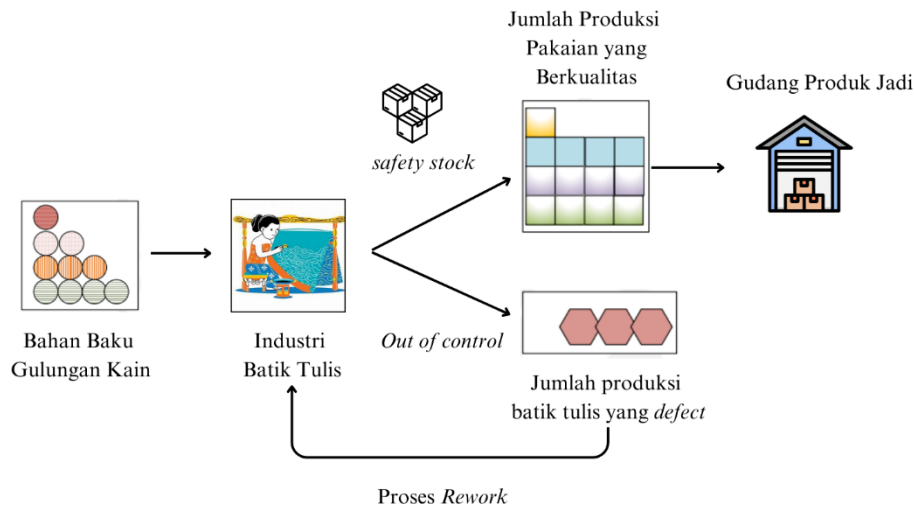 Jumlah Produksi
Pakaian yang
Berkualitas
Gudang Produk Jadi
safety stock
Bahan Baku
Gulungan Kain
Industri
Batik Tulis
Out of control
Jumlah produksi
batik tulis yang defect
Proses Rework